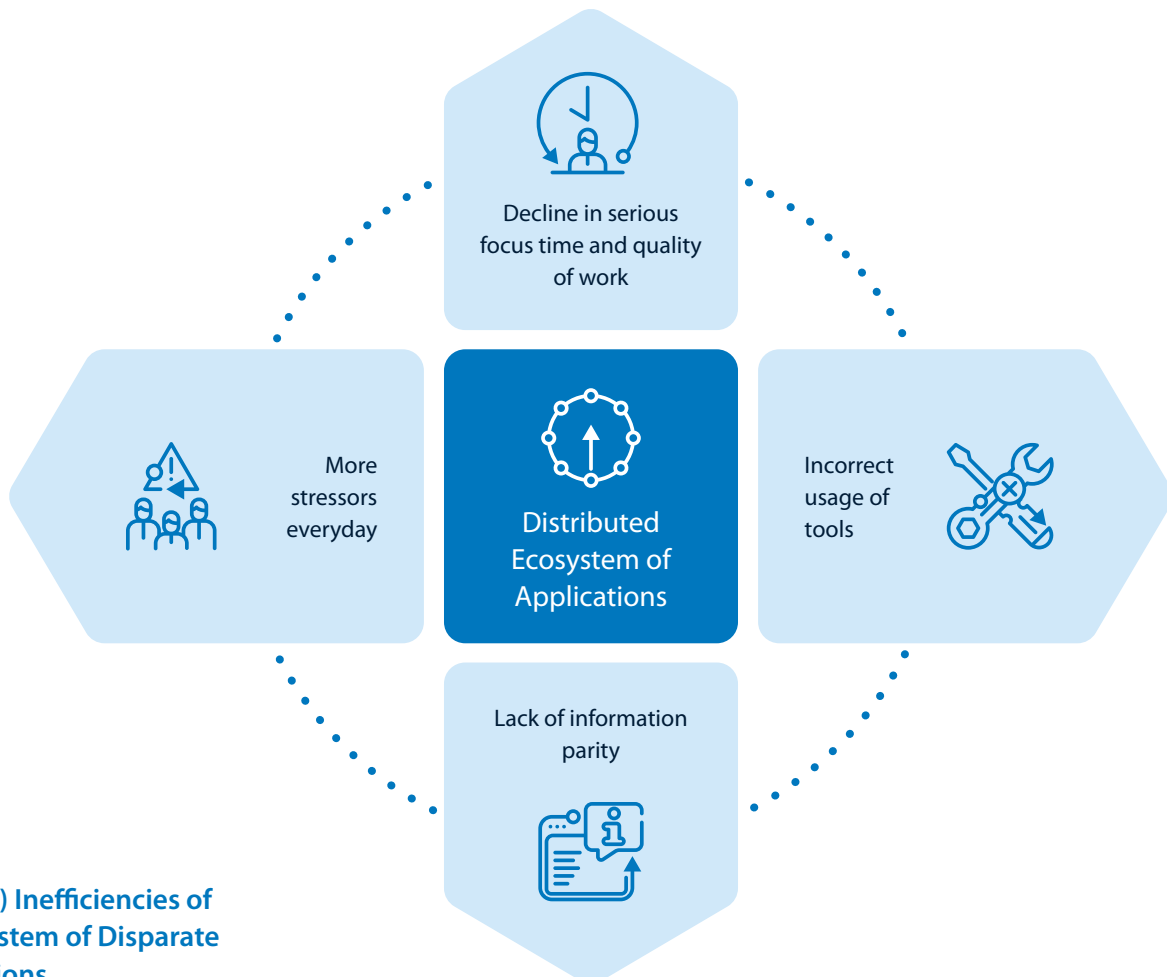 Decline in serious
focus time and quality
of work
More
stressors
everyday
Distributed
Ecosystem of
Applications
Incorrect
usage of
tools
Lack of information
parity
) Inefficiencies of
stem of Disparate
ions